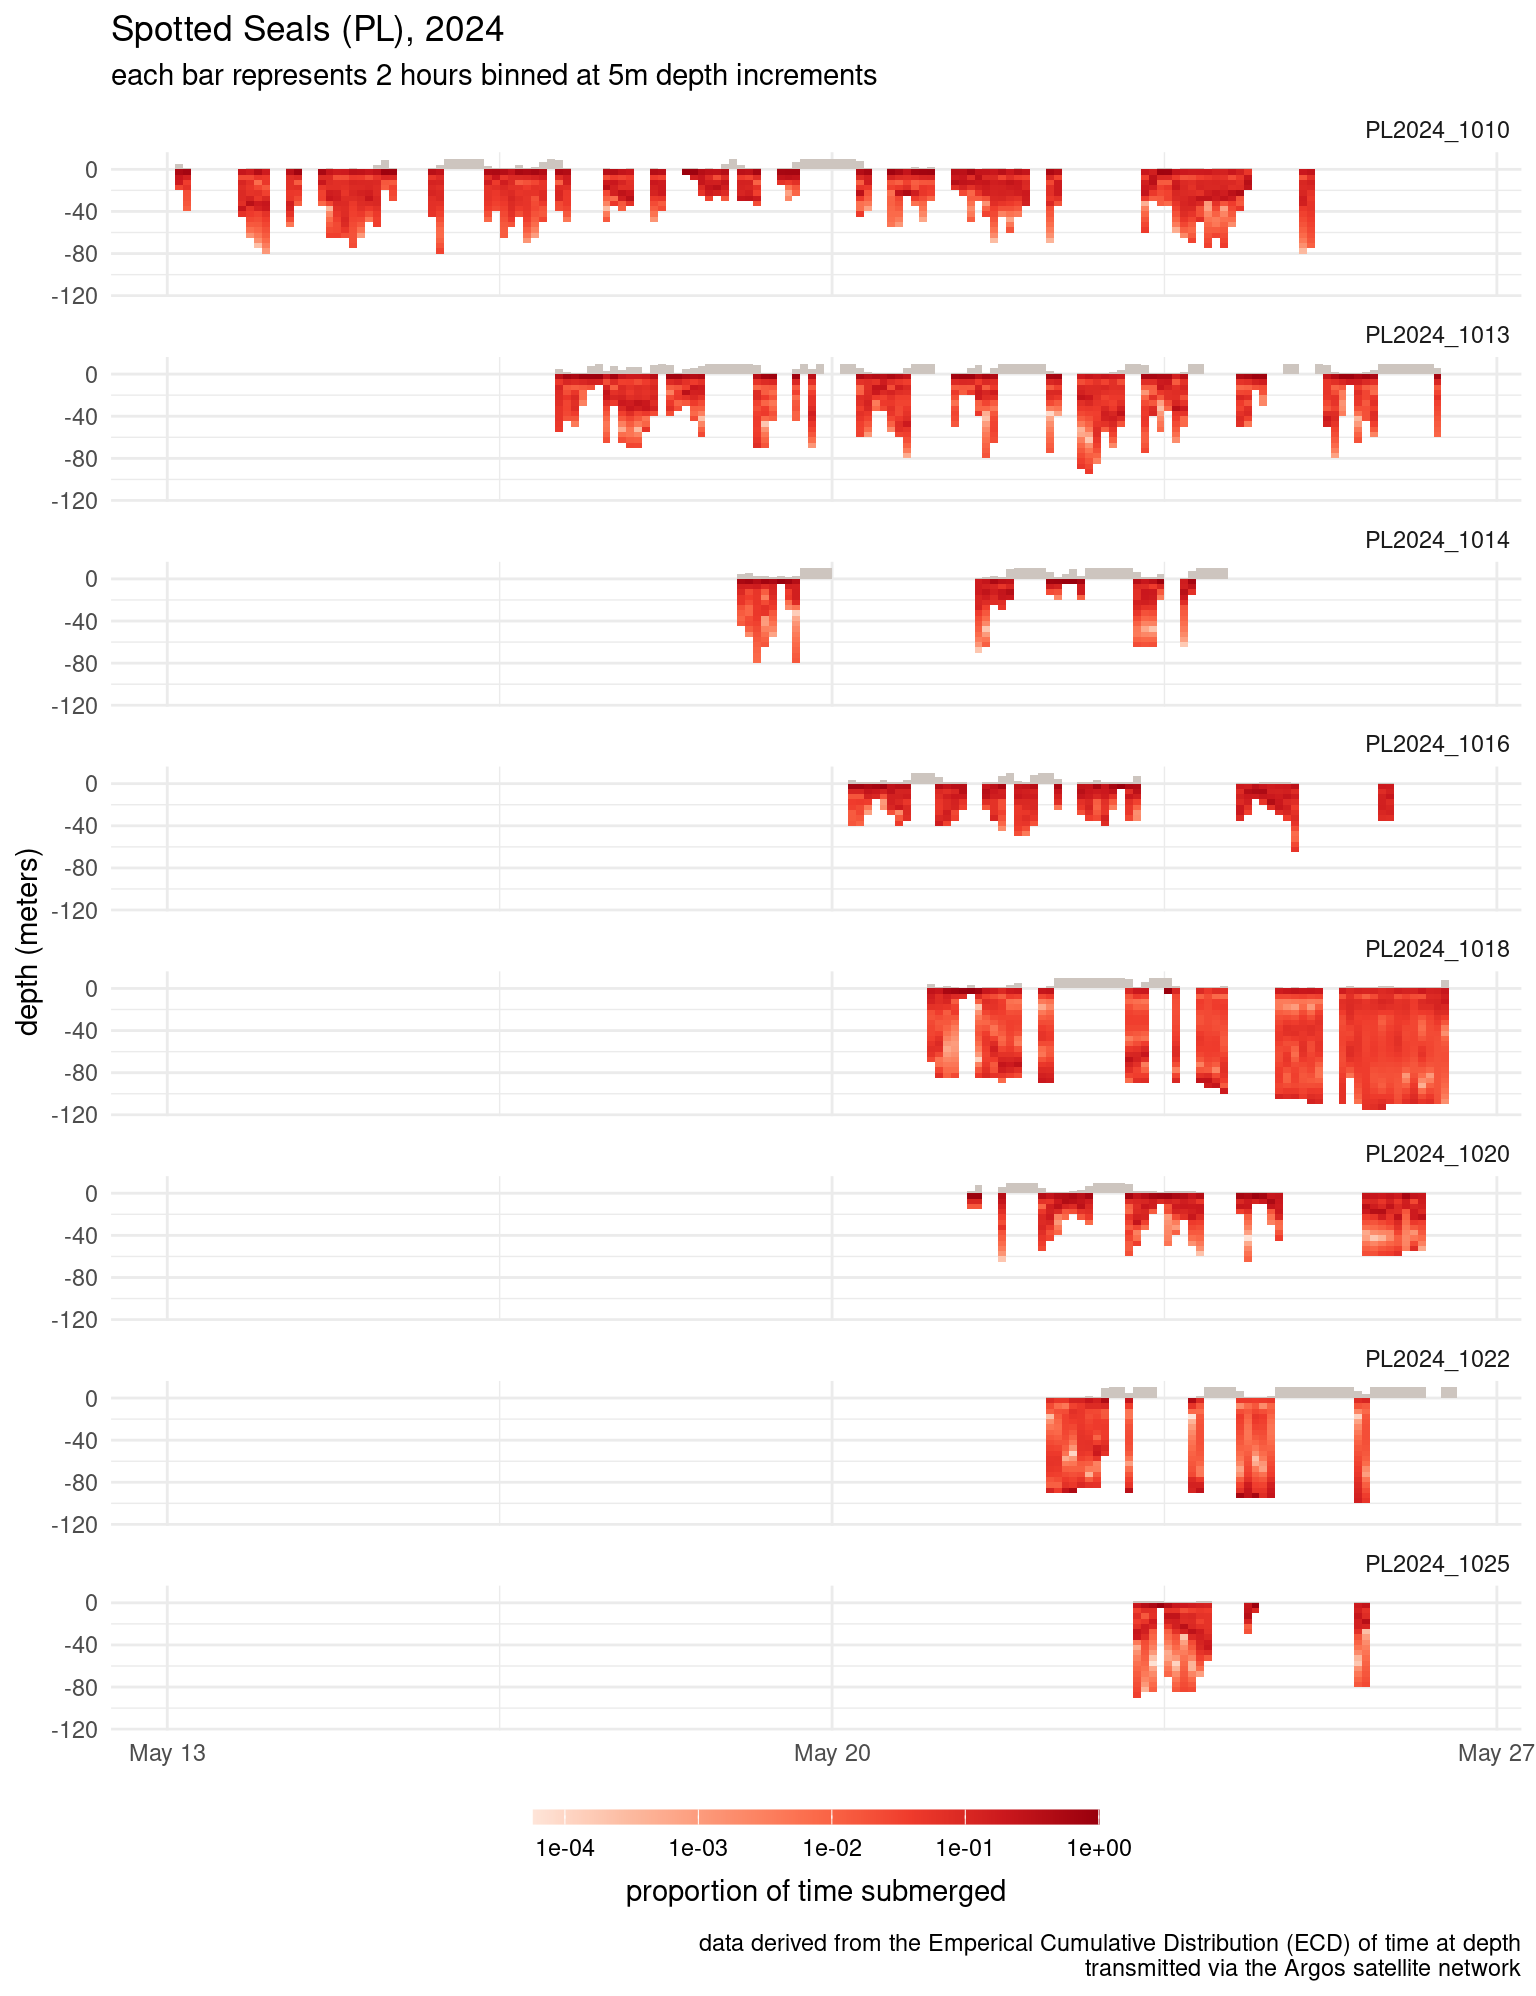 Spotted Seals (PL), 2024
each bar represents 2 hours binned at 5m depth increments
PL2024_1010
0
-40
-80
-120
PL2024_1013
0
-40
-80
-120
PL2024_1014
0
-40
-80
-120
PL2024_1016
0
-40
-80
-120
depth (meters)
PL2024_1018
0
-40
-80
-120
PL2024_1020
0
-40
-80
-120
PL2024_1022
0
-40
-80
-120
PL2024_1025
0
-40
-80
-120
May 13 May 20 May 27
1e-04 1e-03 1e-02 1e-01 1e+00
proportion of time submerged
data derived from the Emperical Cumulative Distribution (ECD) of time at depth
transmitted via the Argos satellite network